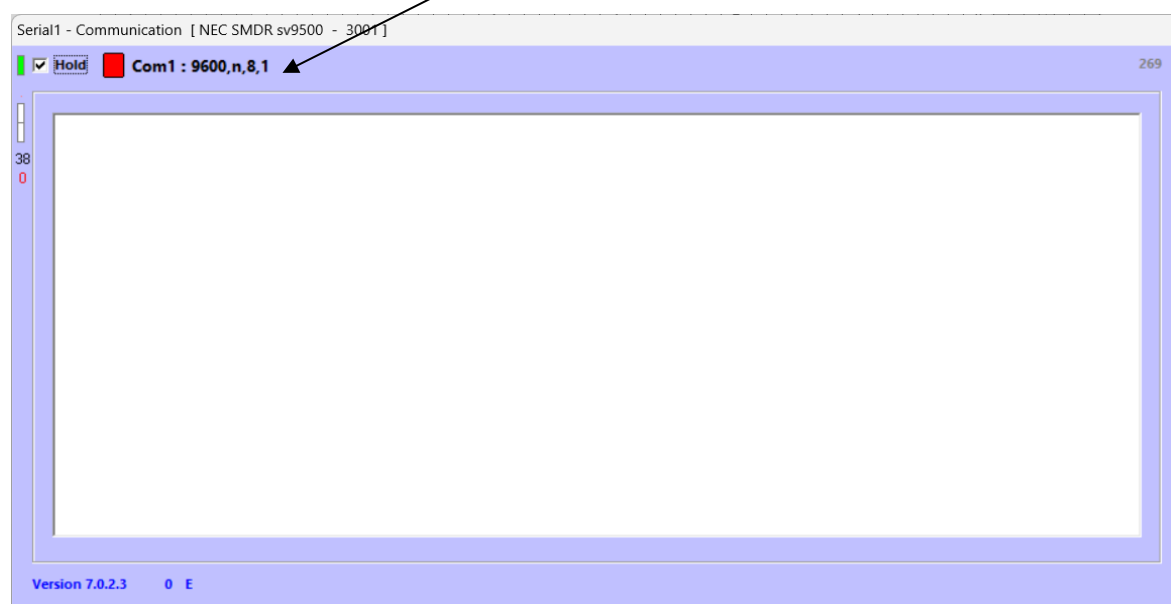 Serial1 - Communication [ NEC SMDR sv9500 - 3001 ]
Hold Com1 : 9600,n,8,1 269
38
0
Version 7.0.2.3 0 E